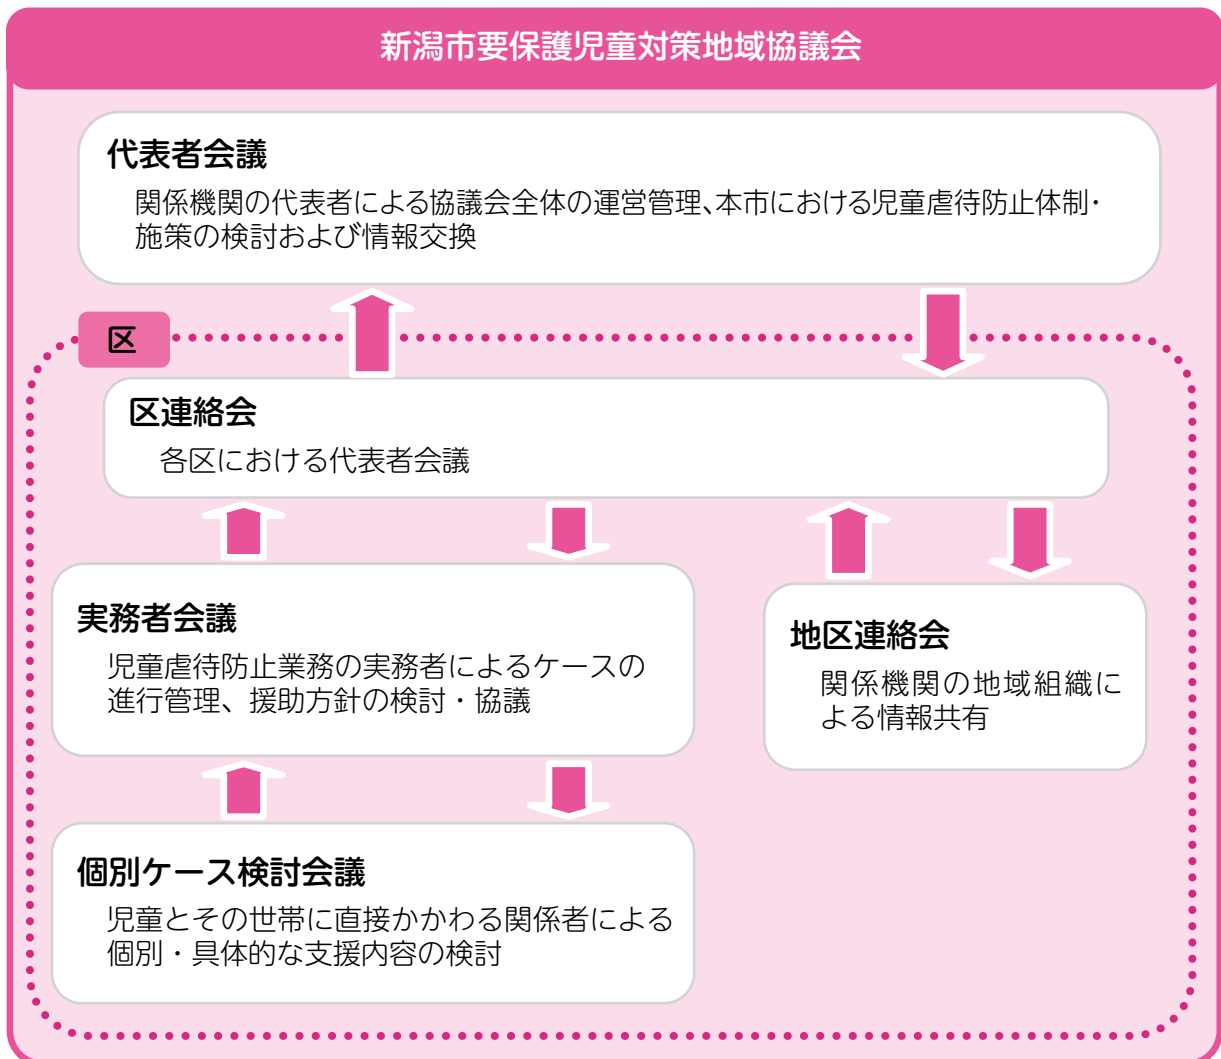 新潟市要保護児童対策地域協議会
代表者会議
関係機関の代表者による協議会全体の運営管理、本市における児童虐待防止体制・
施策の検討および情報交換
区
区連絡会
各区における代表者会議
実務者会議
児童虐待防止業務の実務者によるケースの
進行管理、援助方針の検討・協議
地区連絡会
関係機関の地域組織に
よる情報共有
個別ケース検討会議
児童とその世帯に直接かかわる関係者による
個別・具体的な支援内容の検討